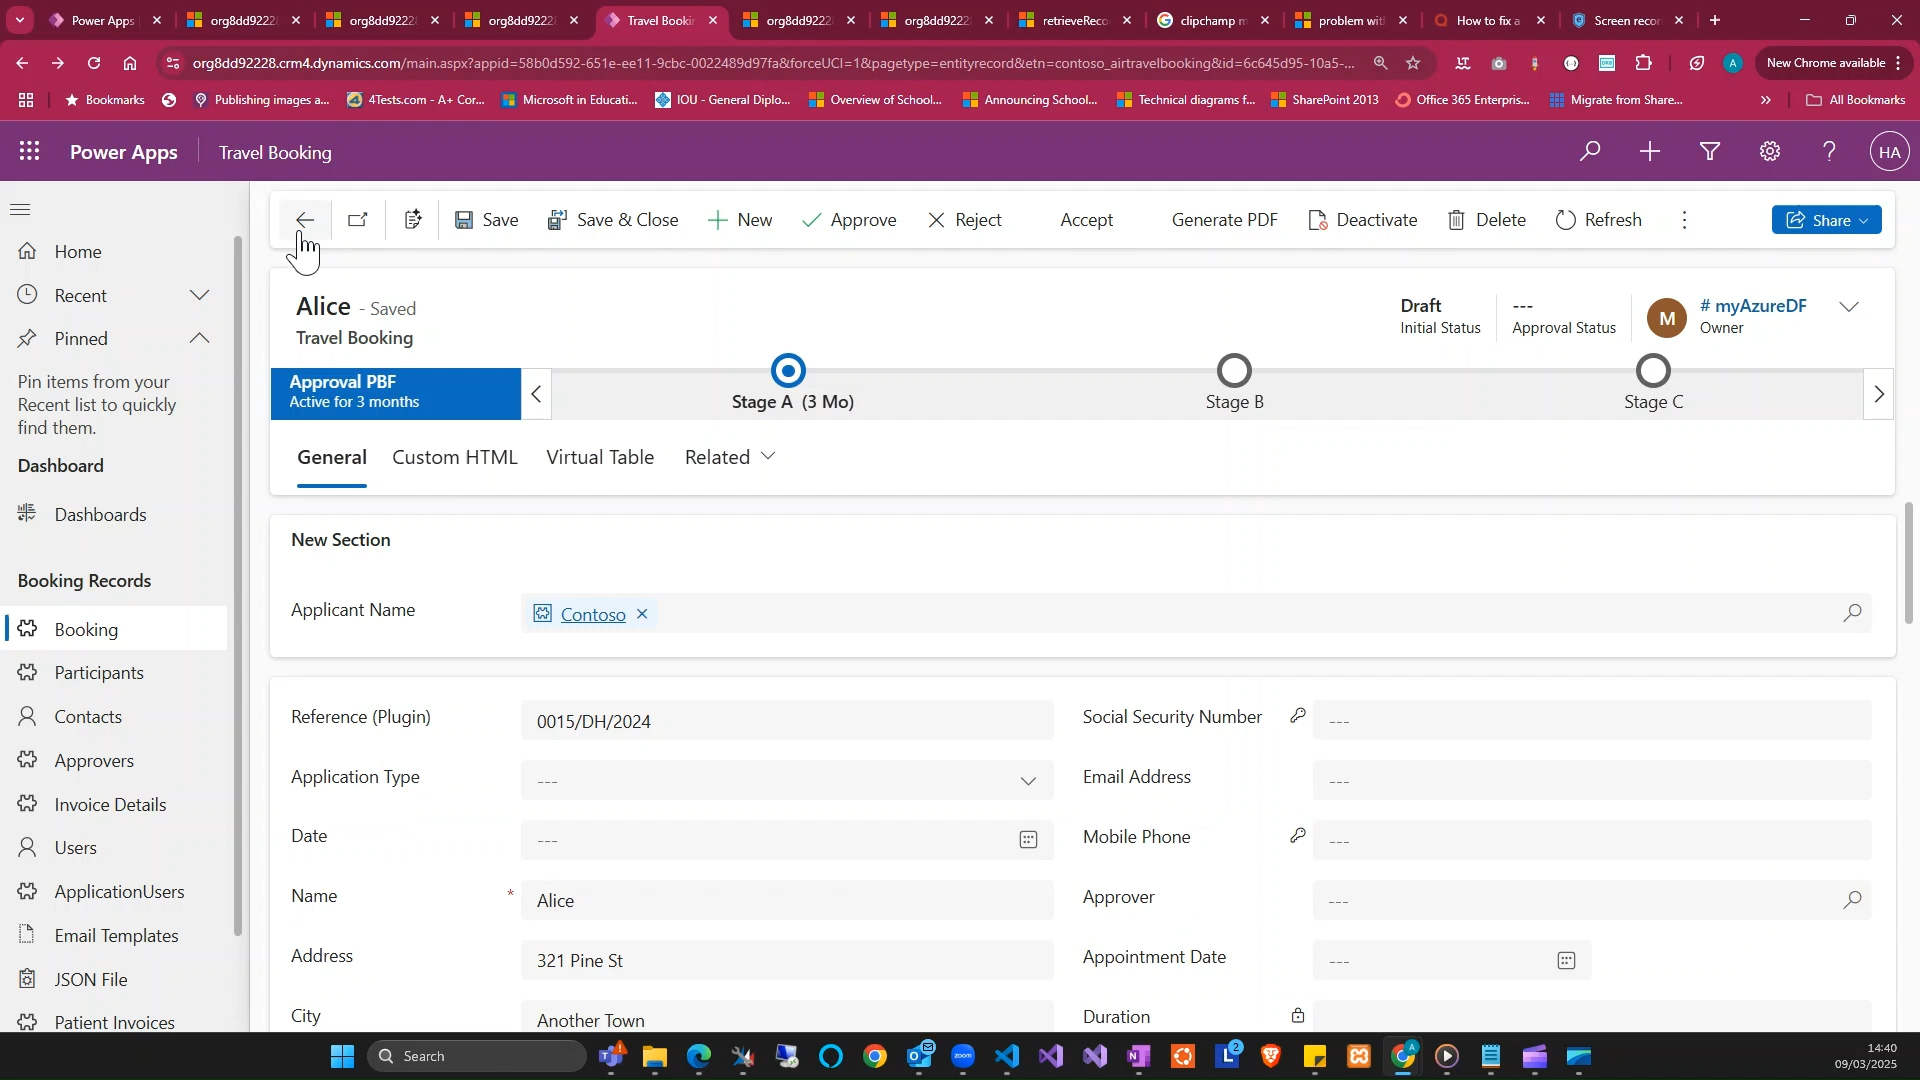 Power Apps
org8dd9222
org8dd9222
org8dd9222
Travel Bookin
org8dd9222
org8dd9222
retrieveReco
clipchamp m
problem wit
How to fix a
Screen recor
org8dd92228.crm4.dynamics.com/main.aspx?appid=58b0d592-651e-ee11-9cbc-0022489d97fa&forceUCI=1&pagetype=entityrecord&etn=contoso_airtravelbooking&id=6c645d95-10a5-...
New Chrome available
Bookmarks
Publishing images a...
4Tests.com - A+ Cor...
Microsoft in Educati...
IOU - General Diplo...
Overview of School...
Announcing School...
Technical diagrams f...
SharePoint 2013
Office 365 Enterpris...
Migrate from Share...
All Bookmarks
Power Apps
Travel Booking
HA
Save
Save & Close
New
Approve
Reject
Accept
Generate PDF
Deactivate
Delete
Refresh
Share
Home
Recent
Pinned
Pin items from your
Recent list to quickly
find them.
Dashboard
Dashboards
Booking Records
Booking
Participants
Contacts
Approvers
Invoice Details
Users
ApplicationUsers
Email Templates
JSON File
Patient Invoices
Alice - Saved
Travel Booking
Draft
Initial Status
---
Approval Status
M
# myAzureDF
Owner
Approval PBF
Active for 3 months
Stage A (3 Mo)
Stage B
Stage C
General
Custom HTML
Virtual Table
Related
New Section
Applicant Name
Contoso
Reference (Plugin)
0015/DH/2024
Social Security Number
---
Application Type
---
Email Address
---
Date
---
Mobile Phone
---
Name
*
Alice
Approver
---
Address
321 Pine St
Appointment Date
---
City
Another Town
Duration
Search
14:40
09/03/2025